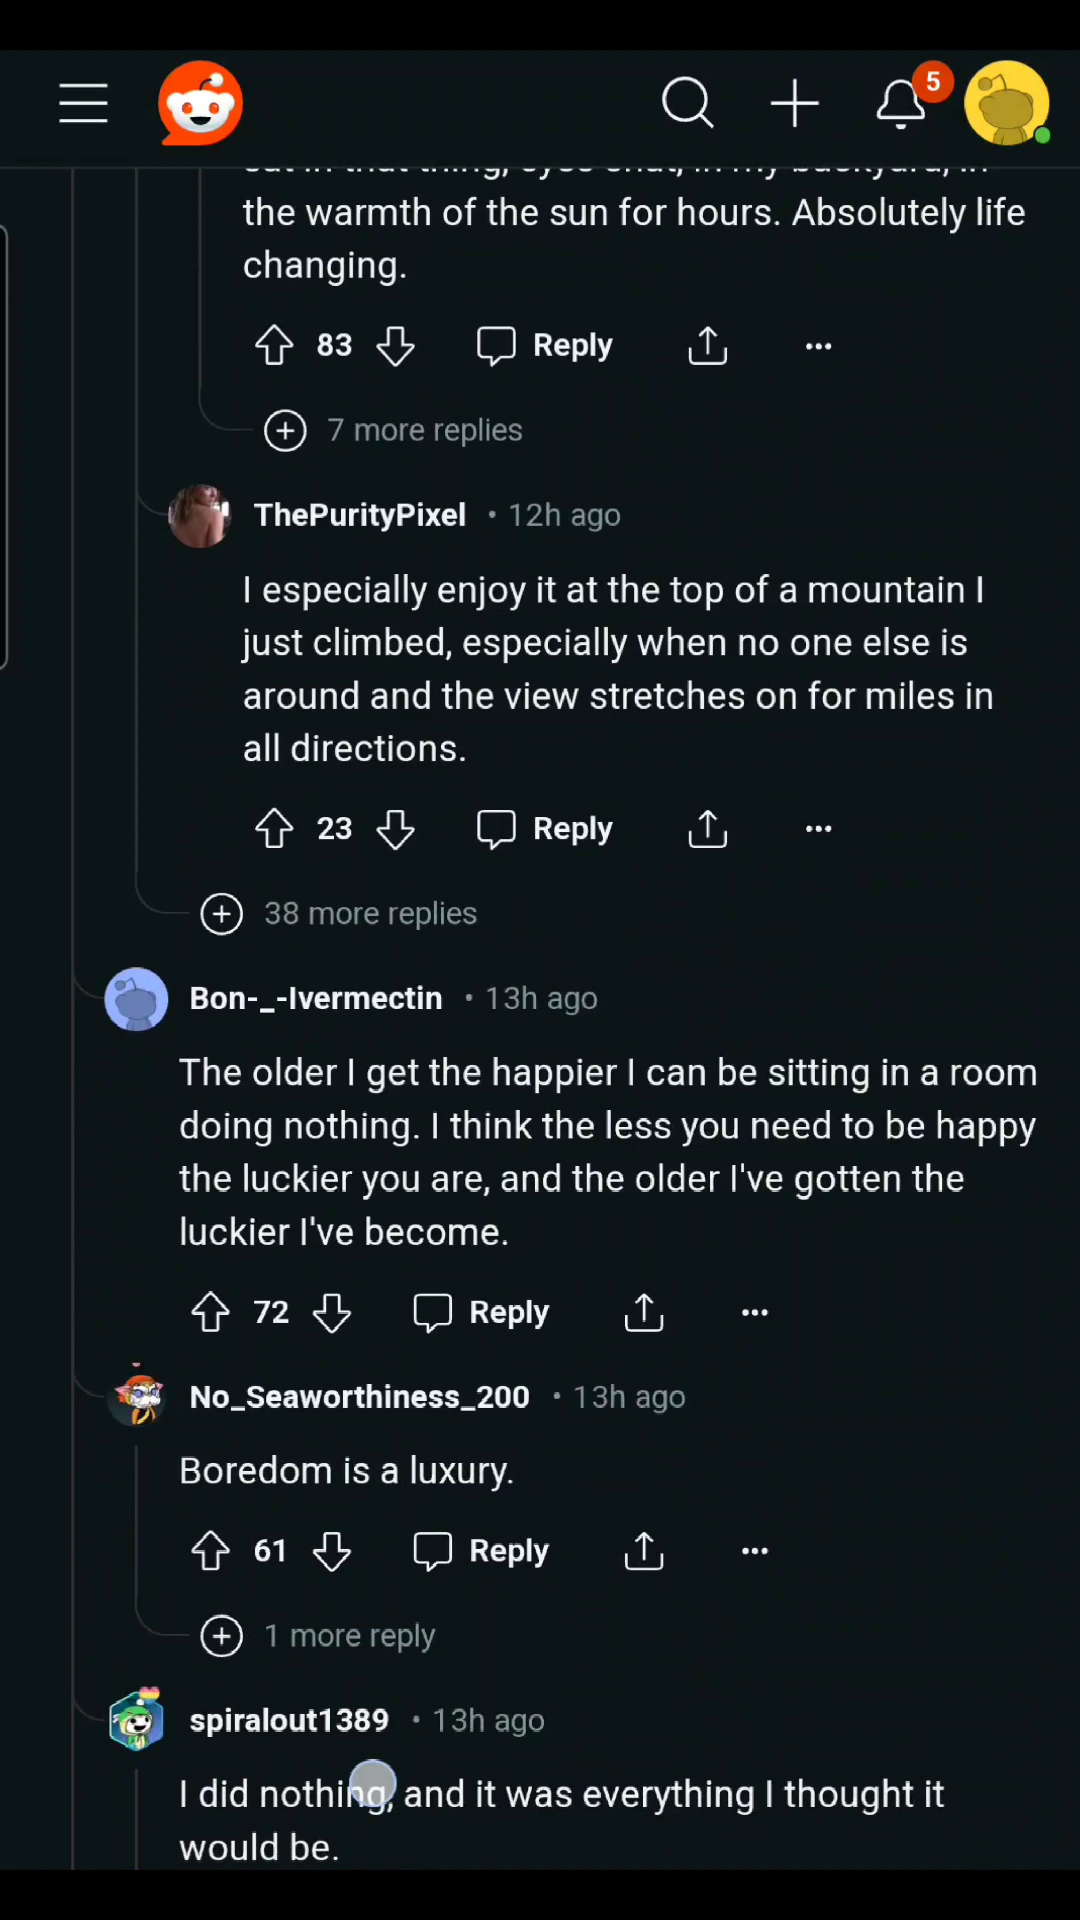 5
the warmth of the sun for hours. Absolutely life
changing.
83 Reply
7 more replies
ThePurityPixel • 12h ago
I especially enjoy it at the top of a mountain I
just climbed, especially when no one else is
around and the view stretches on for miles in
all directions.
23 Reply
38 more replies
Bon-_-Ivermectin • 13h ago
The older I get the happier I can be sitting in a room
doing nothing. I think the less you need to be happy
the luckier you are, and the older I've gotten the
luckier I've become.
72 Reply
No_Seaworthiness_200 • 13h ago
Boredom is a luxury.
61 Reply
1 more reply
spiralout1389 • 13h ago
I did nothing, and it was everything I thought it
would be.